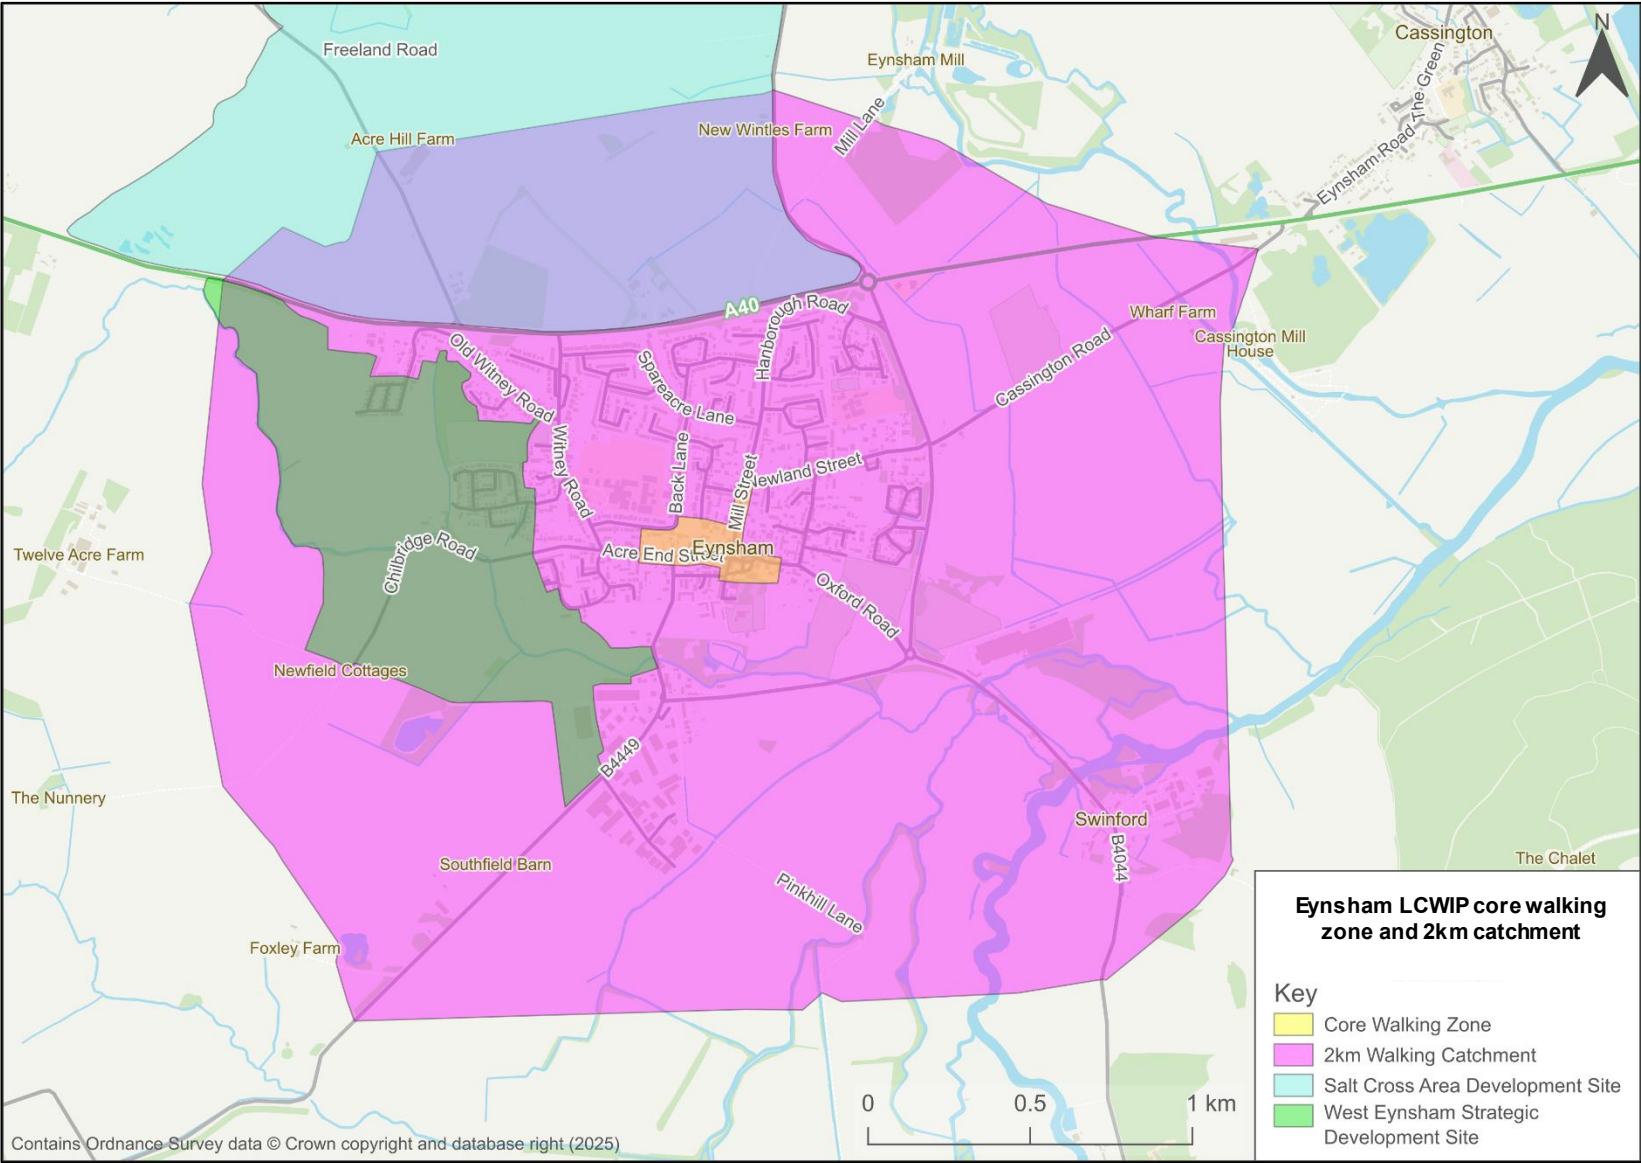 Freeland Road
Eynsham Mill
Cassington
N
The Green
Mill Lane
New Wintles Farm
Acre Hill Farm
Eynsham Road
A40
Hanborough Road
Wharf Farm
Cassington Mill
House
Old Witney Road
Sparacre Lane
Cassington Road
Witney Road
Back Lane
Mill Street
Newland Street
Twelve Acre Farm
Chilbridge Road
Acre End Street
Eynsham
Oxford Road
Newfield Cottages
B4449
The Nunnery
Swinford
B4044
Southfield Barn
Pinkhill Lane
The Chalet
Foxley Farm
Eynsham LCWIP core walking
zone and 2km catchment
Key
Core Walking Zone
2km Walking Catchment
Salt Cross Area Development Site
West Eynsham Strategic
Development Site
0 0.5 1 km
Contains Ordnance Survey data © Crown copyright and database right (2025)